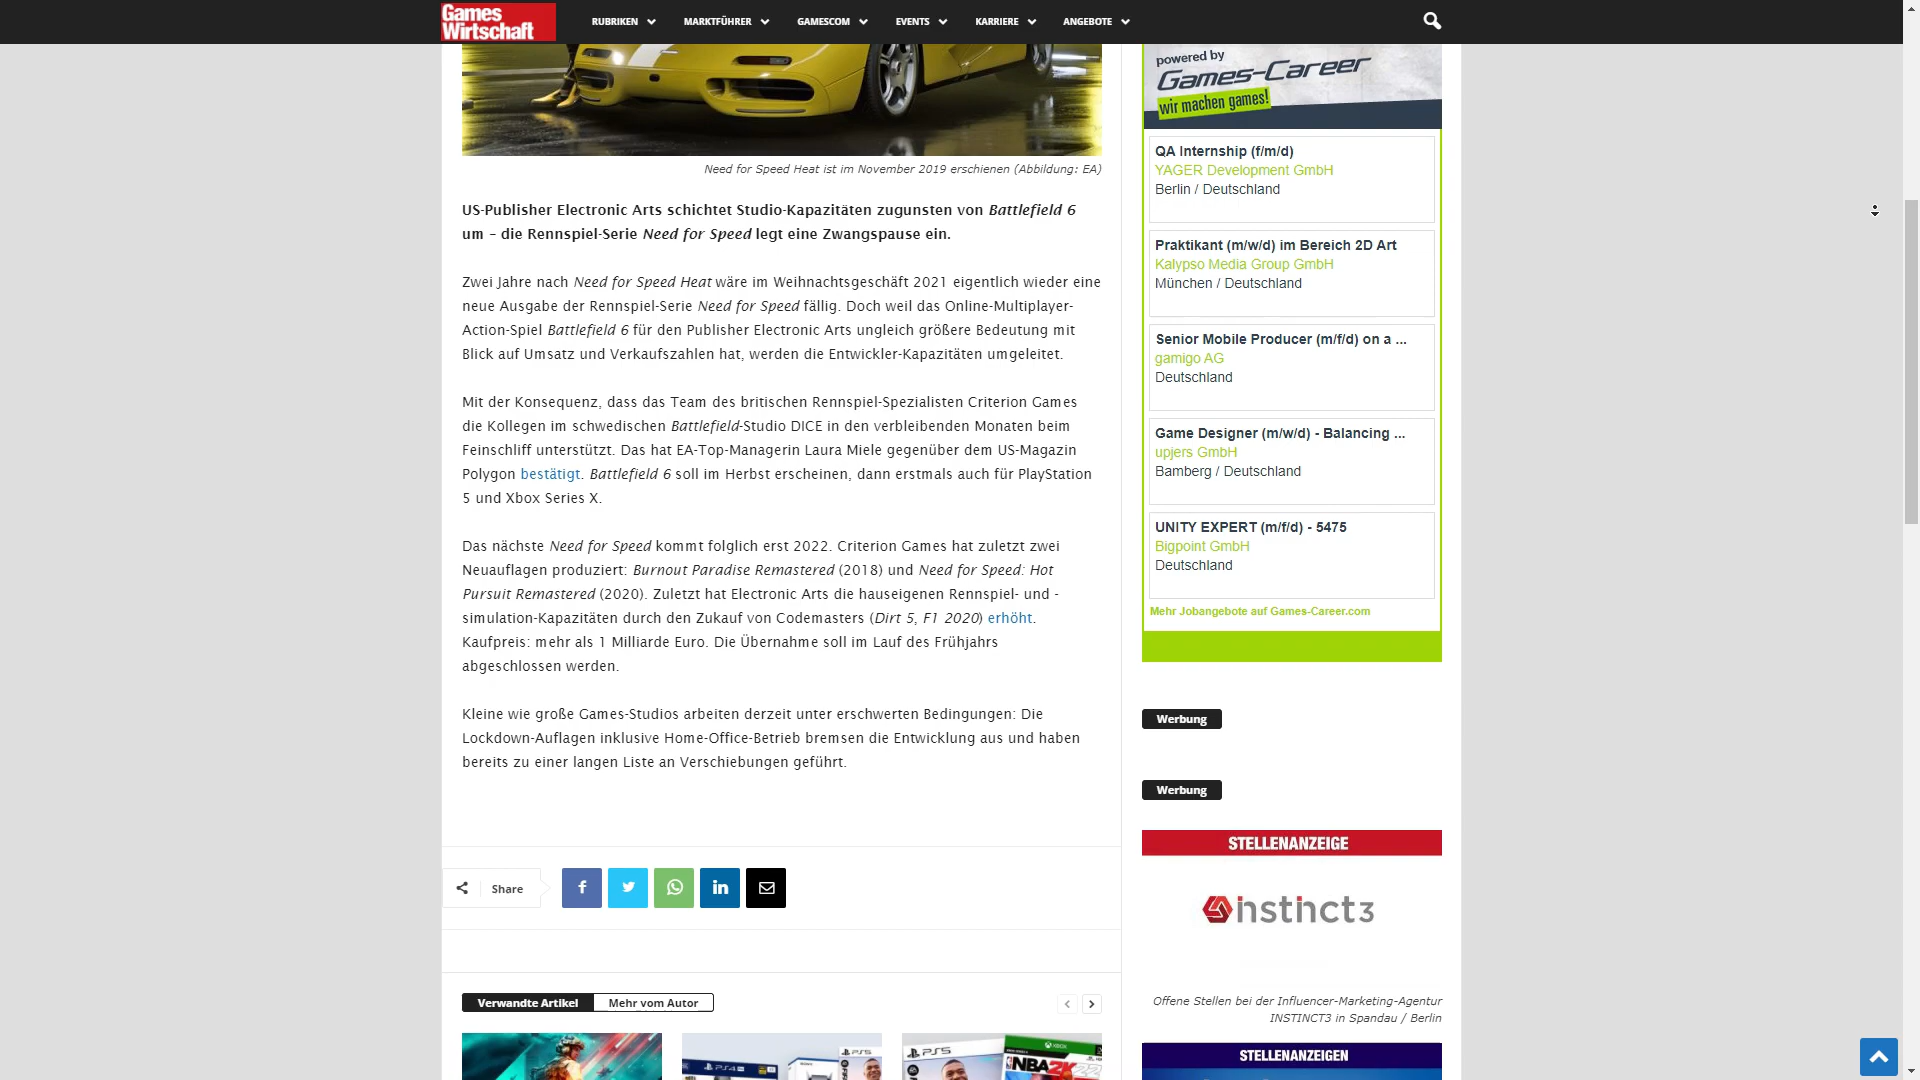 Games
Wirtschaft
RUBRIKEN
MARKTFÜHRER
GAMESCOM
EVENTS
KARRIERE
ANGEBOTE
Need for Speed Heat ist im November 2019 erschienen (Abbildung: EA)
US-Publisher Electronic Arts schichtet Studio-Kapazitäten zugunsten von Battlefield 6
um – die Rennspiel-Serie Need for Speed legt eine Zwangspause ein.
Zwei Jahre nach Need for Speed Heat wäre im Weihnachtsgeschäft 2021 eigentlich wieder eine
neue Ausgabe der Rennspiel-Serie Need for Speed fällig. Doch weil das Online-Multiplayer-
Action-Spiel Battlefield 6 für den Publisher Electronic Arts ungleich größere Bedeutung mit
Blick auf Umsatz und Verkaufszahlen hat, werden die Entwickler-Kapazitäten umgeleitet.
Mit der Konsequenz, dass das Team des britischen Rennspiel-Spezialisten Criterion Games
die Kollegen im schwedischen Battlefield-Studio DICE in den verbleibenden Monaten beim
Feinschliff unterstützt. Das hat EA-Top-Managerin Laura Miele gegenüber dem US-Magazin
Polygon bestätigt. Battlefield 6 soll im Herbst erscheinen, dann erstmals auch für PlayStation
5 und Xbox Series X.
Das nächste Need for Speed kommt folglich erst 2022. Criterion Games hat zuletzt zwei
Neuauflagen produziert: Burnout Paradise Remastered (2018) und Need for Speed: Hot
Pursuit Remastered (2020). Zuletzt hat Electronic Arts die hauseigenen Rennspiel- und -
simulation-Kapazitäten durch den Zukauf von Codemasters (Dirt 5, F1 2020) erhöht.
Kaufpreis: mehr als 1 Milliarde Euro. Die Übernahme soll im Lauf des Frühjahrs
abgeschlossen werden.
Kleine wie große Games-Studios arbeiten derzeit unter erschwerten Bedingungen: Die
Lockdown-Auflagen inklusive Home-Office-Betrieb bremsen die Entwicklung aus und haben
bereits zu einer langen Liste an Verschiebungen geführt.
Share
Verwandte Artikel
Mehr vom Autor
PS4
PS5
PS5
XBOX
NBA2K22
powered by
Games-Career
wir machen games!
QA Internship (f/m/d)
YAGER Development GmbH
Berlin / Deutschland
Praktikant (m/w/d) im Bereich 2D Art
Kalypso Media Group GmbH
München / Deutschland
Senior Mobile Producer (m/f/d) on a ...
gamigo AG
Deutschland
Game Designer (m/w/d) - Balancing ...
upjers GmbH
Bamberg / Deutschland
UNITY EXPERT (m/f/d) - 5475
Bigpoint GmbH
Deutschland
Mehr Jobangebote auf Games-Career.com
Werbung
Werbung
STELLENANZEIGE
instinct3
Offene Stellen bei der Influencer-Marketing-Agentur
INSTINCT3 in Spandau / Berlin
STELLENANZEIGEN